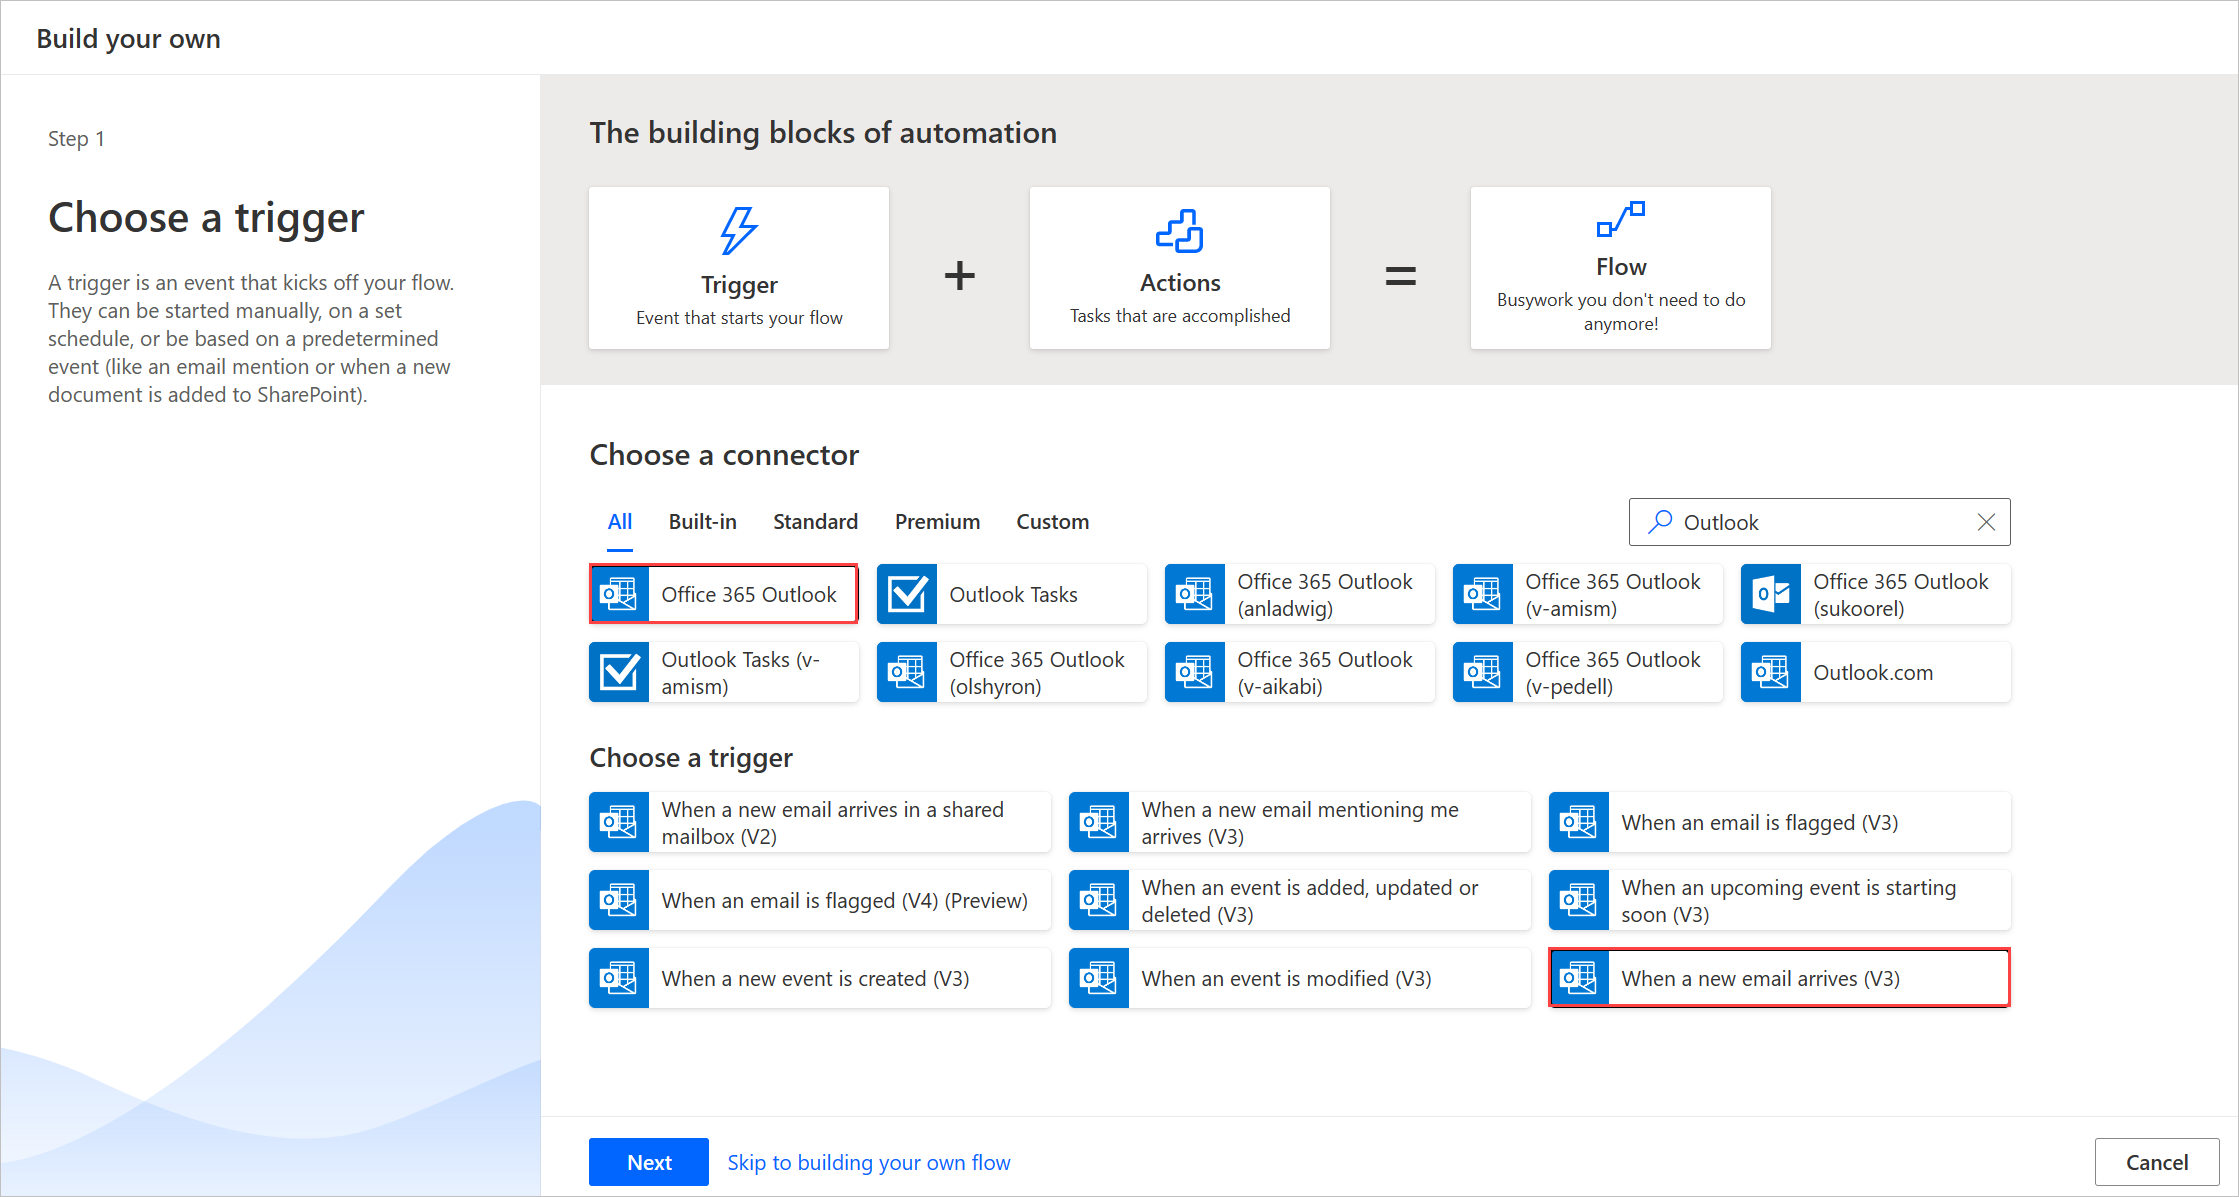 Build your own
Step 1
Choose a trigger
A trigger is an event that kicks off your flow.
They can be started manually, on a set
schedule, or be based on a predetermined
event (like an email mention or when a new
document is added to SharePoint).
The building blocks of automation
Trigger
Event that starts your flow
+
Actions
Tasks that are accomplished
=
Flow
Busywork you don't need to do
anymore!
Choose a connector
All Built-in Standard Premium Custom
Outlook
Office 365 Outlook
Outlook Tasks
Office 365 Outlook
(anladwig)
Office 365 Outlook
(v-amism)
Office 365 Outlook
(sukoorel)
Outlook Tasks (v-
amism)
Office 365 Outlook
(olshyron)
Office 365 Outlook
(v-aikabi)
Office 365 Outlook
(v-pedell)
Outlook.com
Choose a trigger
When a new email arrives in a shared
mailbox (V2)
When a new email mentioning me
arrives (V3)
When an email is flagged (V3)
When an email is flagged (V4) (Preview)
When an event is added, updated or
deleted (V3)
When an upcoming event is starting
soon (V3)
When a new event is created (V3)
When an event is modified (V3)
When a new email arrives (V3)
Next
Skip to building your own flow
Cancel